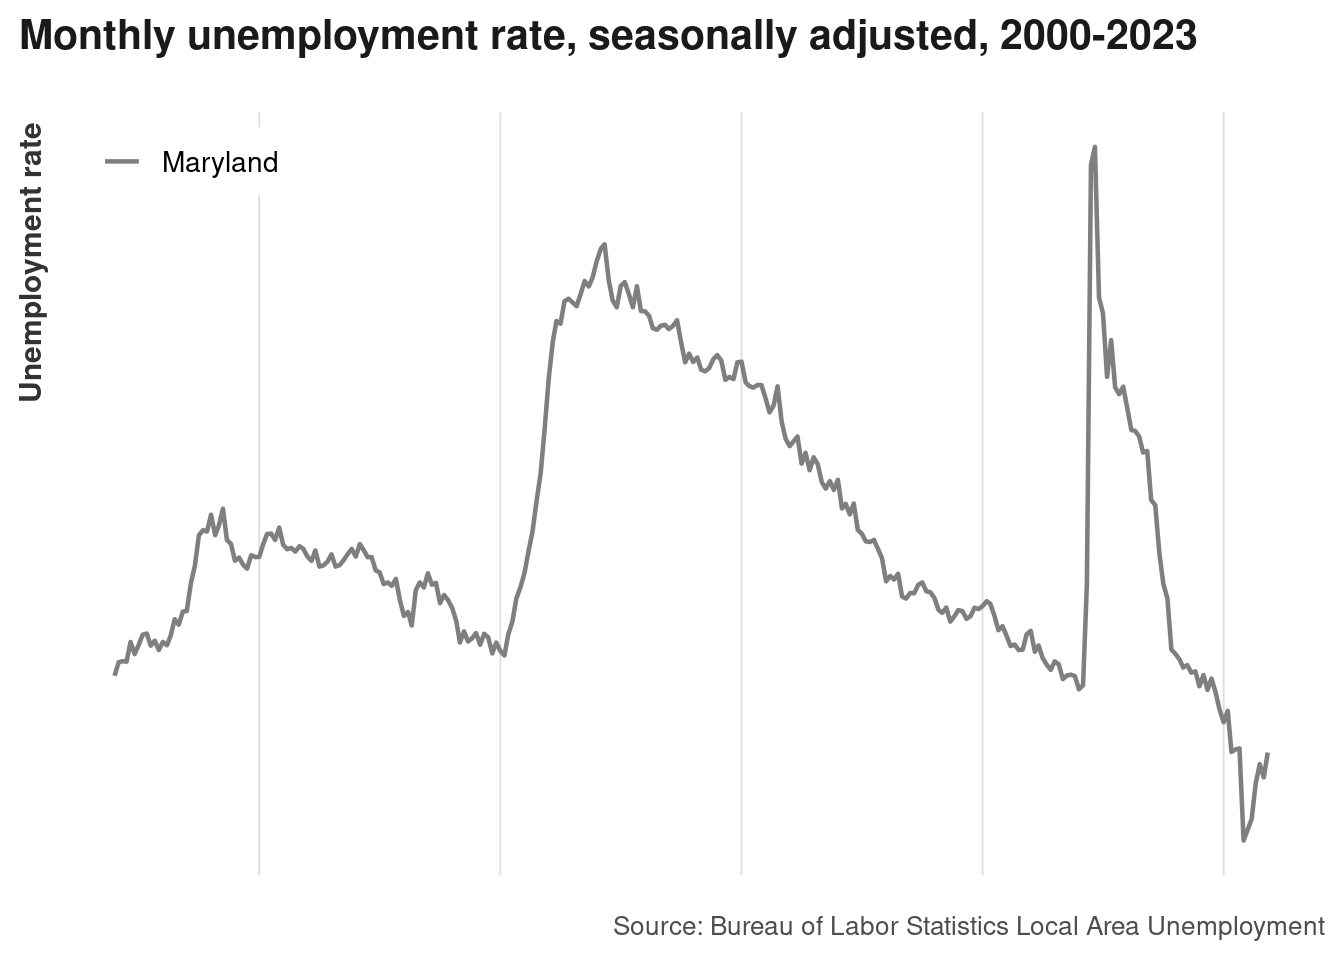 Monthly unemployment rate, seasonally adjusted, 2000-2023
Unemployment rate
Maryland
Source: Bureau of Labor Statistics Local Area Unemployment